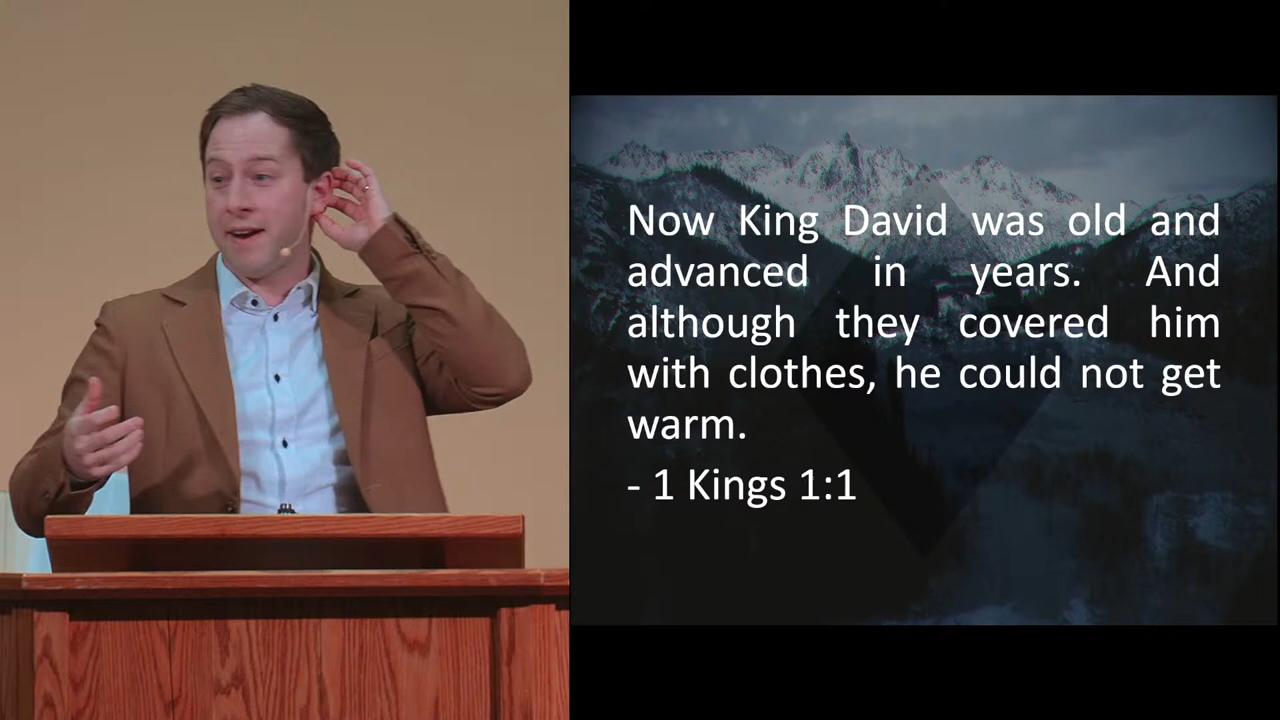 Now King David was old and
advanced in years. And
although they covered him
with clothes, he could not get
warm.
- 1 Kings 1:1